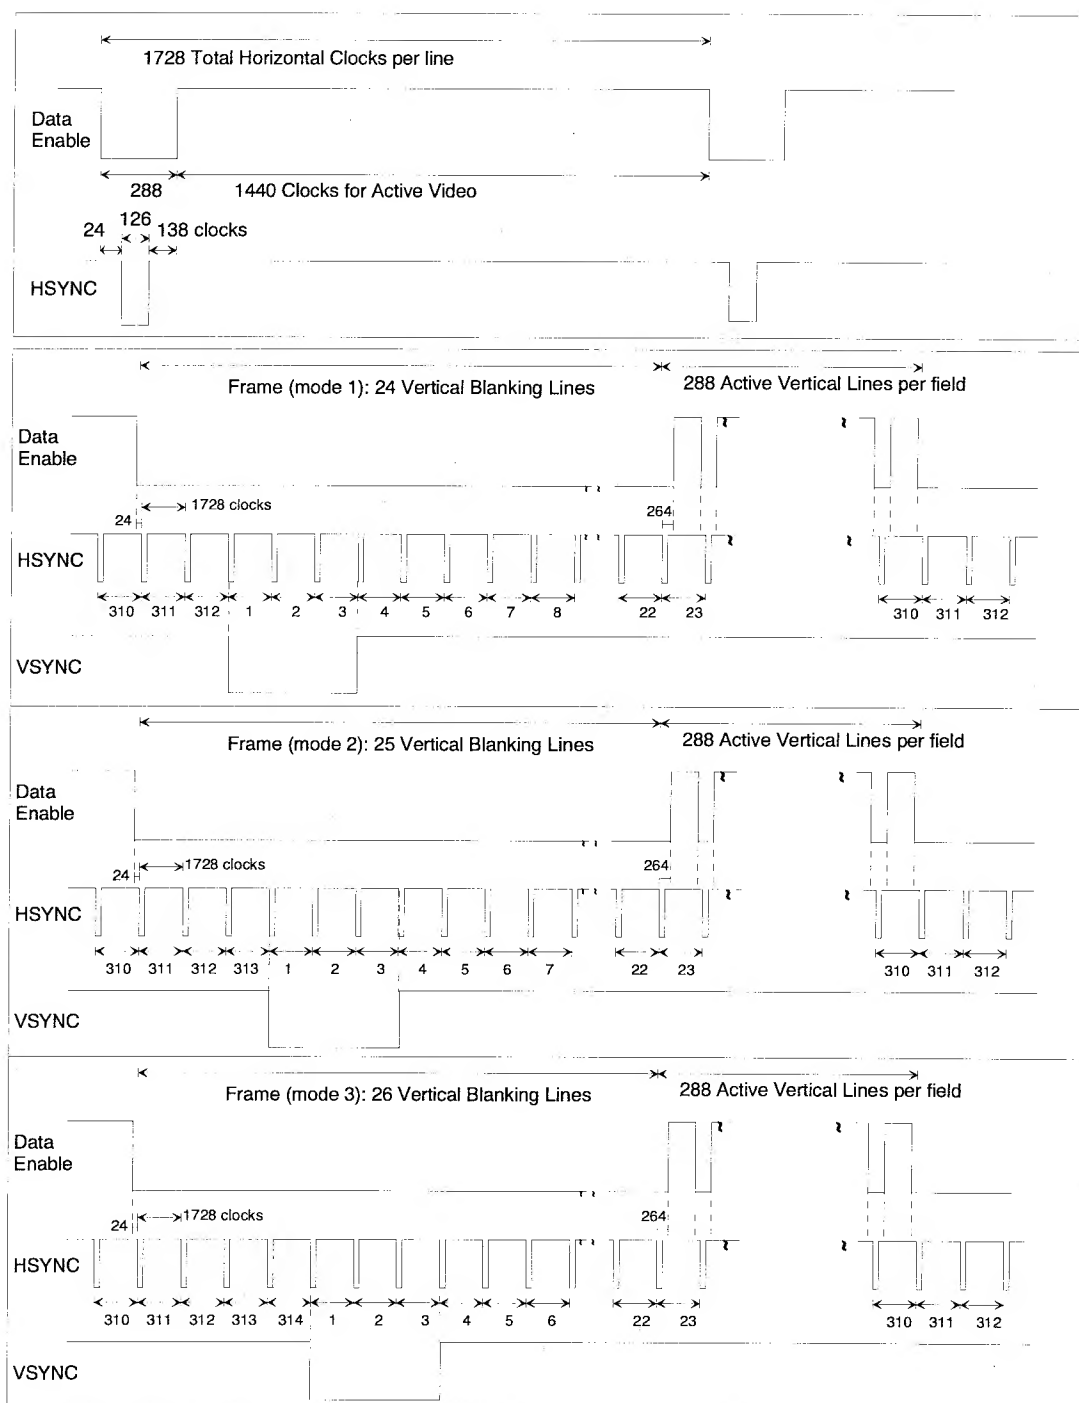 1728 Total Horizontal Clocks per line
Data
Enable
288
1440 Clocks for Active Video
126
24
138 clocks
HSYNC
Frame (mode 1): 24 Vertical Blanking Lines
288 Active Vertical Lines per field
Data
Enable
1728 clocks
24
264
HSYNC
310 311 312 1 2 3 4 5 6 7 8 22 23 310 311 312
VSYNC
Frame (mode 2): 25 Vertical Blanking Lines
288 Active Vertical Lines per field
Data
Enable
1728 clocks
24
264
HSYNC
310 311 312 313 1 2 3 4 5 6 7 22 23 310 311 312
VSYNC
Frame (mode 3): 26 Vertical Blanking Lines
288 Active Vertical Lines per field
Data
Enable
1728 clocks
24
264
HSYNC
310 311 312 313 314 1 2 3 4 5 6 22 23 310 311 312
VSYNC